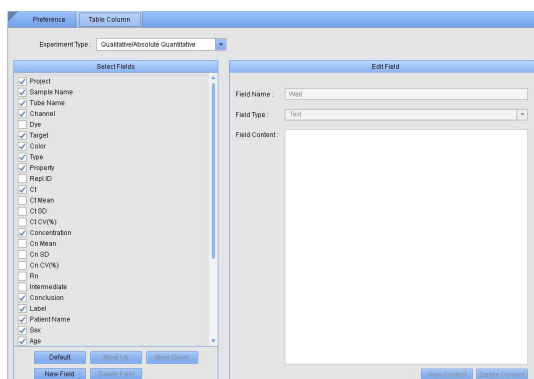 Preference
Table Column
Experiment Type : Qualitative/Absolute Quantitative
Select Fields
Project
Sample Name
Tube Name
Channel
Dye
Target
Color
Type
Property
Repl.ID
Ct
Ct Mean
Ct SD
Ct CV(%)
Concentration
Cn Mean
Cn SD
Cn CV(%)
Rn
Intermediate
Conclusion
Label
Patient Name
Sex
Age
Default Move Up Move Down
New Field Delete Field
Edit Field
Field Name : Well
Field Type : Text
Field Content :
New Content Delete Content